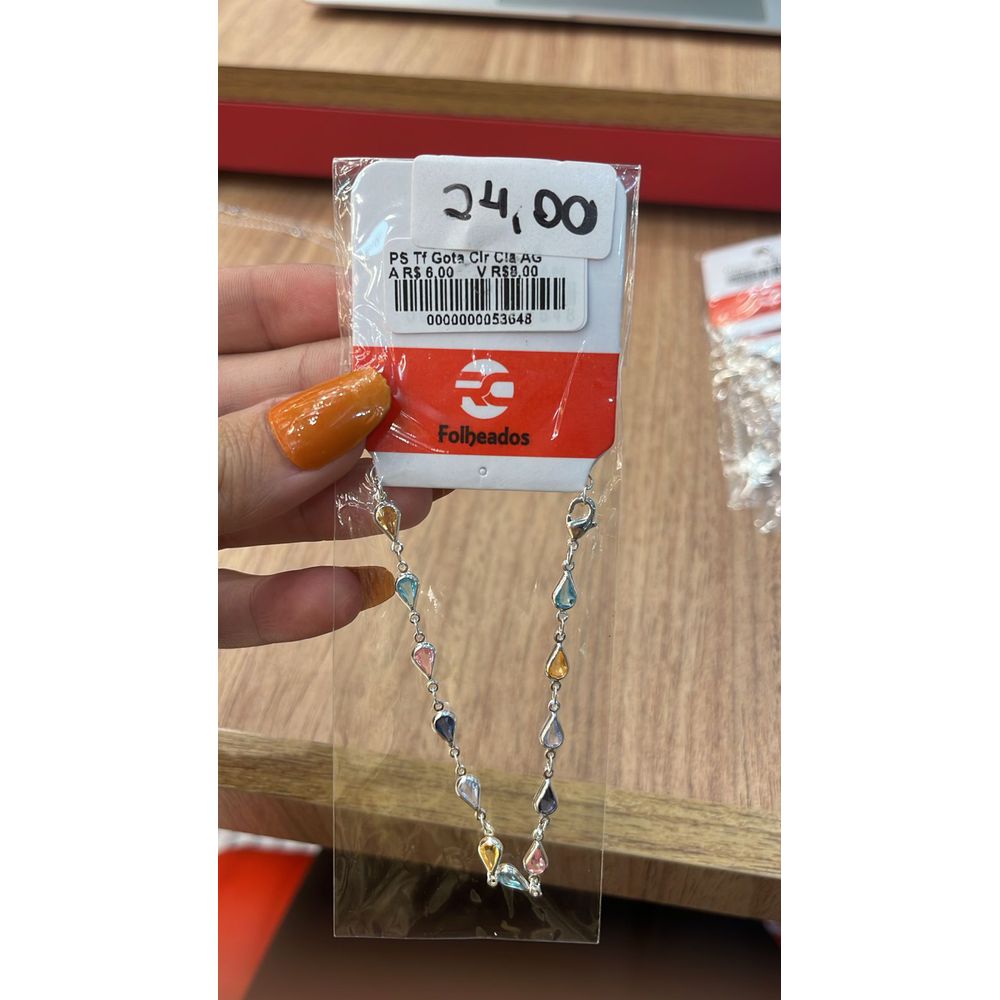 24,00
PS Tf Gota Clr Cla AG
A R$ 6,00 V R$8,00
0000000053648
Folheados